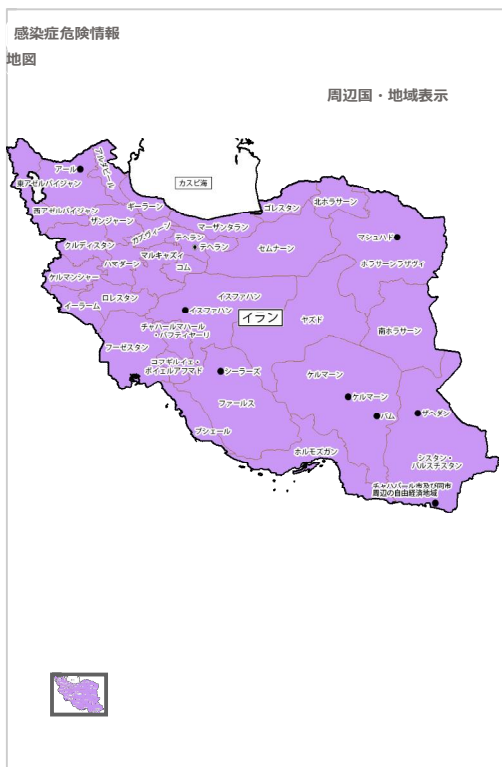 感染症危険情報
地図
周辺国・地域表示
カスピ海
アール
アルダビール
東アゼルバイジャン
西アゼルバイジャン
ギーラーン
ザンジャーン
ガズヴィーン
マーザンダラン
ゴレスタン
北ホラサーン
テヘラン
テヘラン
セムナーン
マシュハド
クルディスタン
ハマダーン
マルキャズィ
コム
ホラサーンラザヴィ
ケルマンシャー
イーラーム
ロレスタン
イスファハン
イスファハン
イラン
ヤズド
南ホラサーン
チャハールマハール
・バフティヤーリ
フーゼスタン
コフギルイェ・
ボイェルアフマド
シーラーズ
ケルマーン
ファールス
ケルマーン
バム
ザヘダン
ブシェール
ホルモズガン
シスタン・
バルスチスタン
チャハバール市及び同市
周辺の自由経済地域